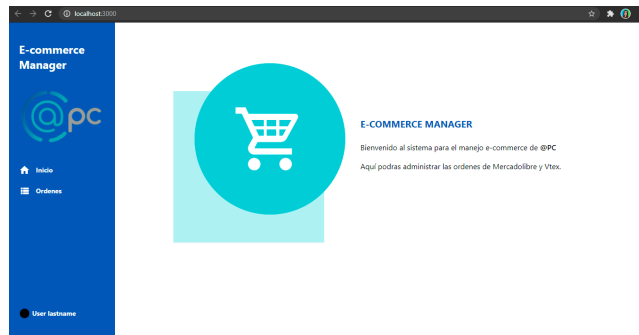 localhost:3000
E-commerce
Manager
@pc
Inicio
Ordenes
User lastname
E-COMMERCE MANAGER
Bienvenido al sistema para el manejo e-commerce de @PC
Aquí podras administrar las ordenes de Mercadolibre y Vtex.